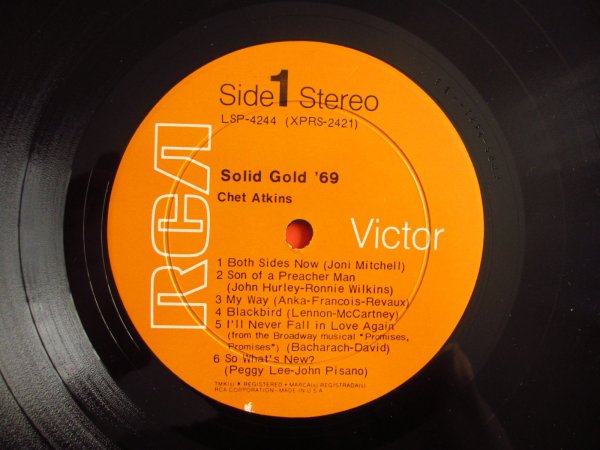 Side 1 Stereo
LSP-4244 (XPRS-2421)
RCA
Solid Gold '69
Chet Atkins
Victor
1 Both Sides Now (Joni Mitchell)
2 Son of a Preacher Man
(John Hurley-Ronnie Wilkins)
3 My Way (Anka-Francois-Revaux)
4 Blackbird (Lennon-McCartney)
5 I'll Never Fall in Love Again
(from the Broadway musical "Promises,
Promises") (Bacharach-David)
6 So What's New?
(Peggy Lee-John Pisano)
TMK(s) ® REGISTERED • MARCA(s) REGISTRADA(s)
RCA CORPORATION - MADE IN U.S.A.